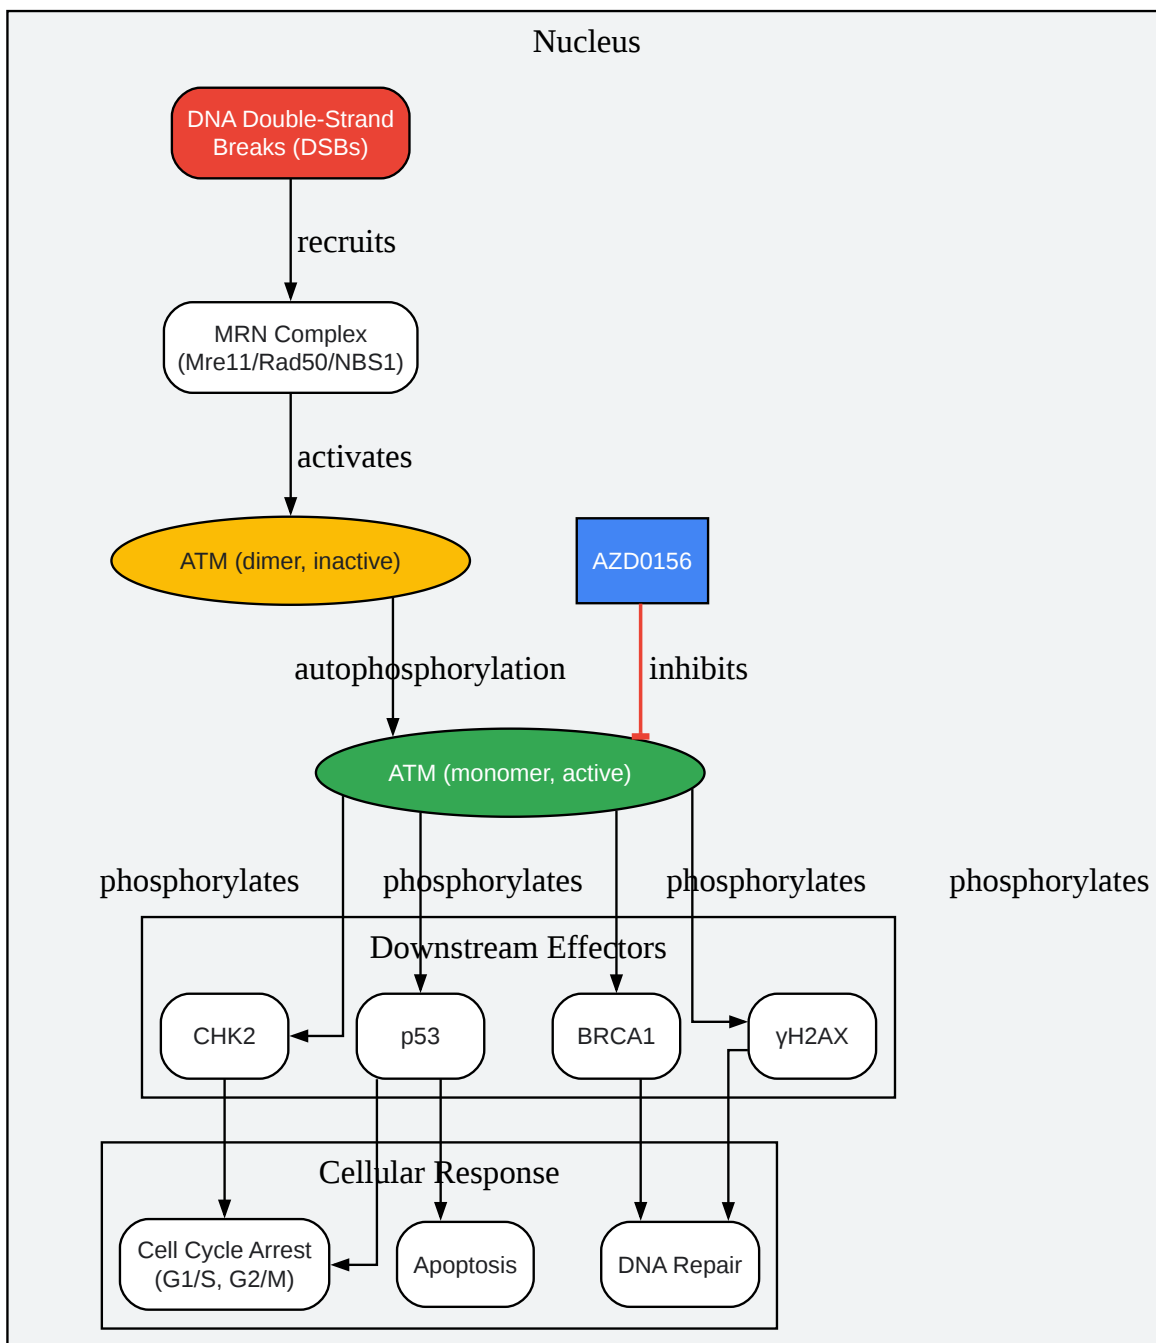 Nucleus
DNA Double-Strand
Breaks (DSBs)
recruits
MRN Complex
(Mre11/Rad50/NBS1)
activates
ATM (dimer, inactive)
AZD0156
autophosphorylation
inhibits
ATM (monomer, active)
phosphorylates
phosphorylates
phosphorylates
phosphorylates
Downstream Effectors
CHK2
p53
BRCA1
γH2AX
Cellular Response
Cell Cycle Arrest
(G1/S, G2/M)
Apoptosis
DNA Repair